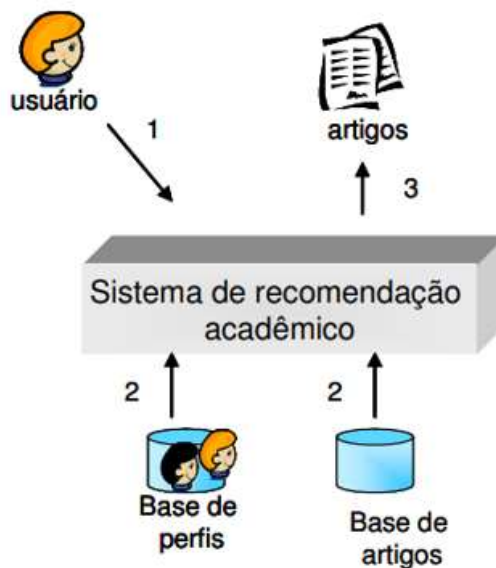 usuário
artigos
1
3
Sistema de recomendação
acadêmico
2
2
Base de
perfis
Base de
artigos